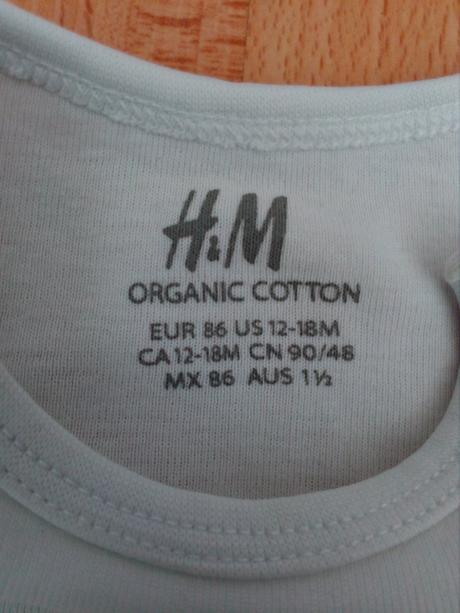 H&M
ORGANIC COTTON
EUR 86 US 12-18M
CA 12-18M CN 90/48
MX 86 AUS 1½